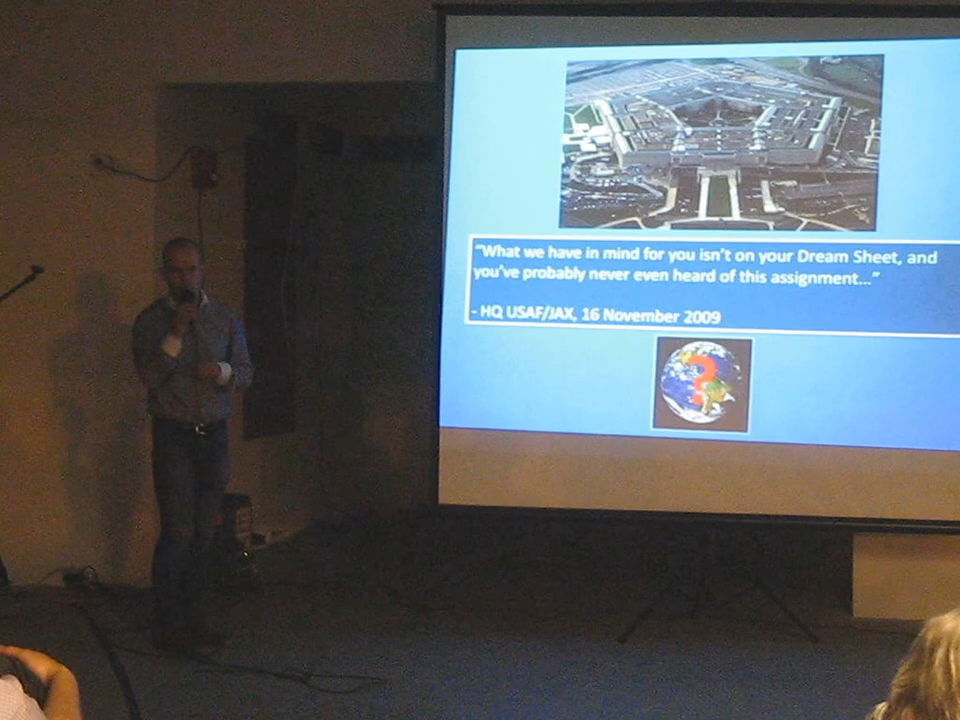 "What we have in mind for you isn't on your Dream Sheet, and
you've probably never even heard of this assignment..."
- HQ USAF/JAX, 16 November 2009
?